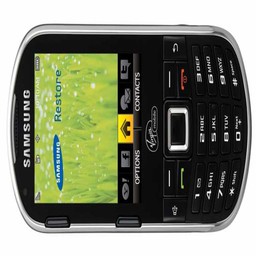 SAMSUNG
Restore
SAMSUNG
OPTIONS
CONTACTS
Virgin
1
2 ABC
3 DEF
4 GHI
5 JKL
6 MNO
7 PQRS
8 TUV
9 WXYZ
0
#